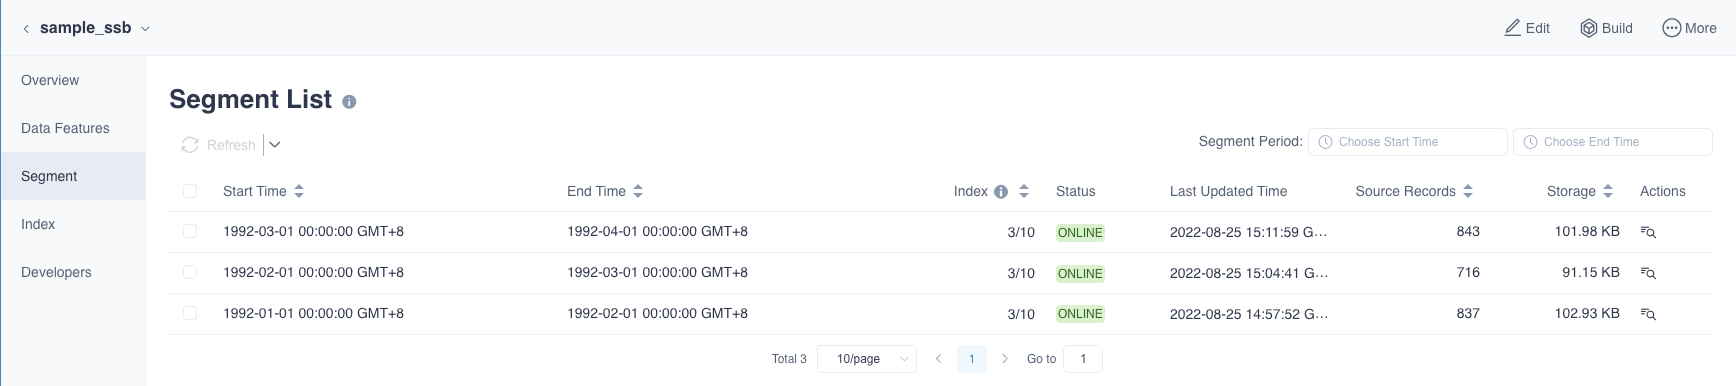 sample_ssb
Edit Build More
Overview
Data Features
Segment
Index
Developers
Segment List
Refresh
Segment Period: Choose Start Time Choose End Time
Start Time End Time Index Status Last Updated Time Source Records Storage Actions
1992-03-01 00:00:00 GMT+8 1992-04-01 00:00:00 GMT+8 3/10 ONLINE 2022-08-25 15:11:59 G... 843 101.98 KB
1992-02-01 00:00:00 GMT+8 1992-03-01 00:00:00 GMT+8 3/10 ONLINE 2022-08-25 15:04:41 G... 716 91.15 KB
1992-01-01 00:00:00 GMT+8 1992-02-01 00:00:00 GMT+8 3/10 ONLINE 2022-08-25 14:57:52 G... 837 102.93 KB
Total 3 10/page 1 Go to 1